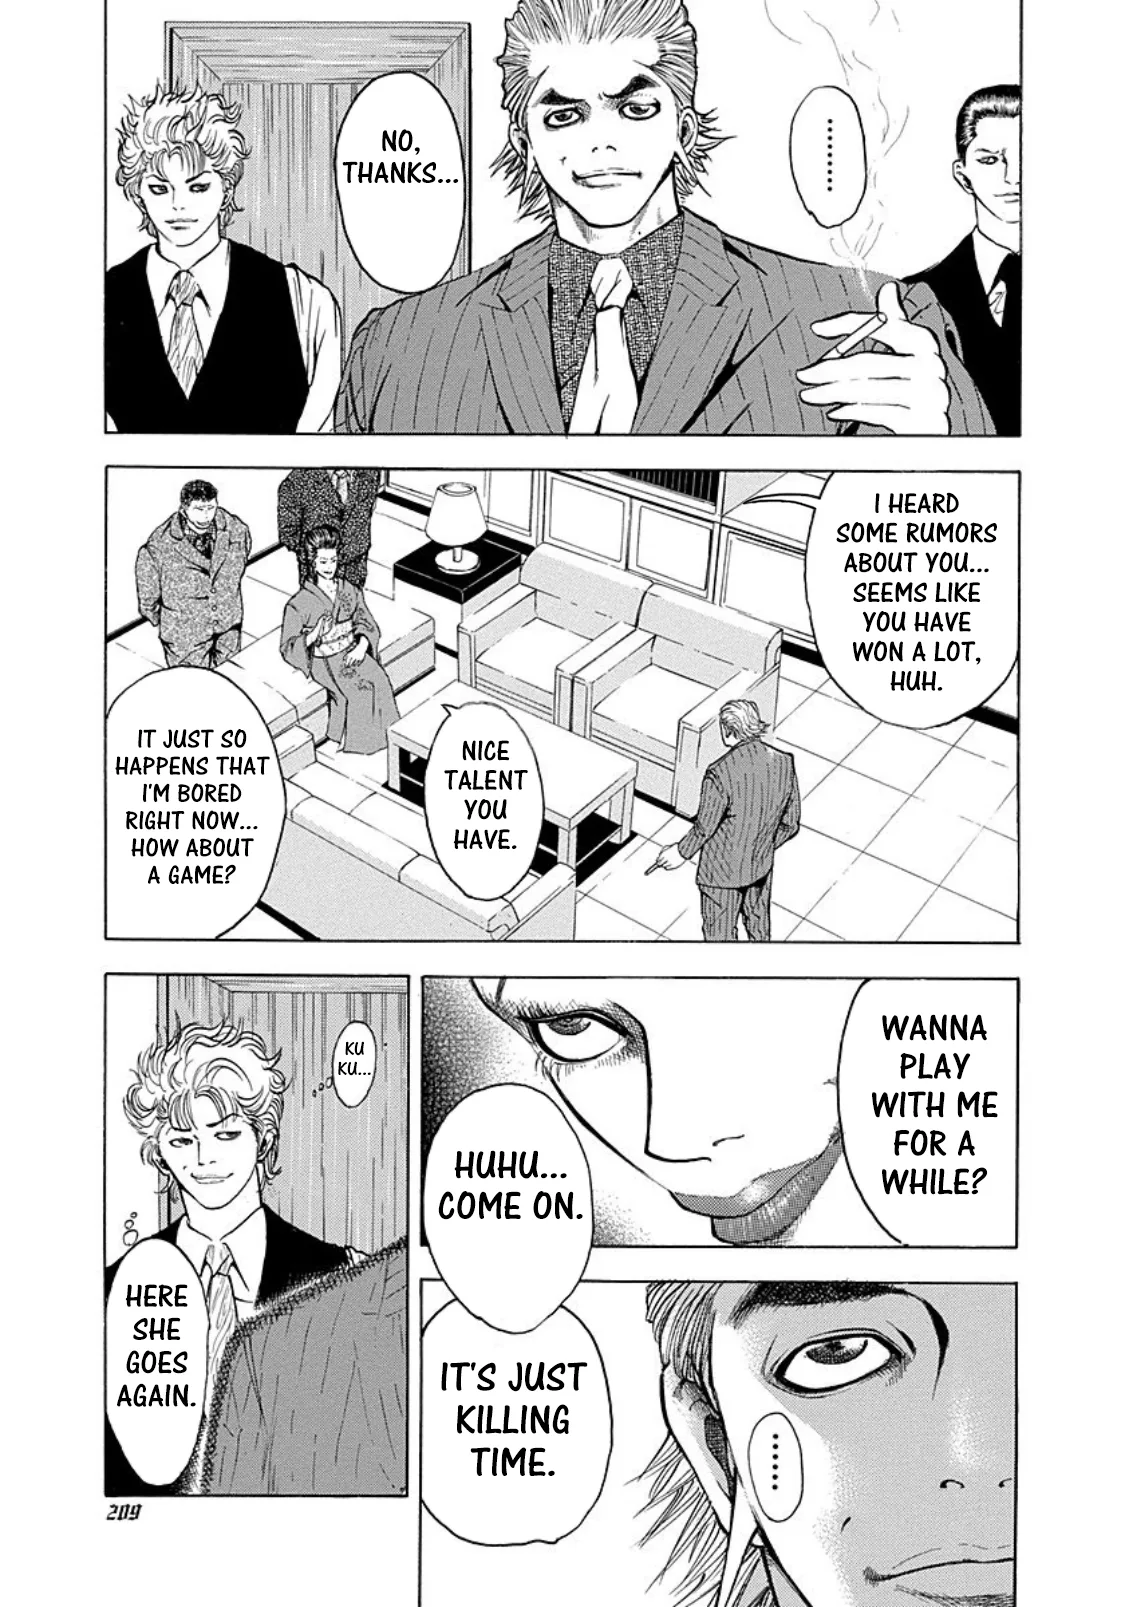 .........
NO,
THANKS...
I HEARD
SOME RUMORS
ABOUT YOU...
SEEMS LIKE
YOU HAVE
WON A LOT,
HUH.
NICE
TALENT
YOU
HAVE.
IT JUST SO
HAPPENS THAT
I'M BORED
RIGHT NOW...
HOW ABOUT
A GAME?
WANNA
PLAY
WITH ME
FOR A
WHILE?
HUHU...
COME ON.
KU
KU...
HERE
SHE
GOES
AGAIN.
.......
IT'S JUST
KILLING
TIME.
209